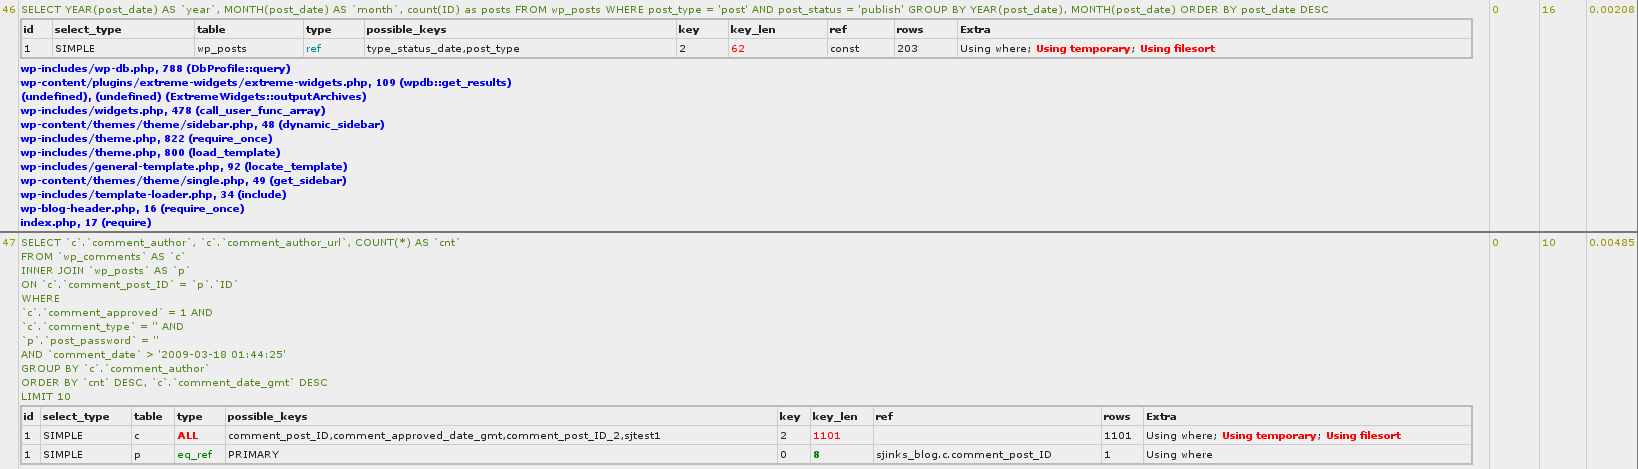 46 SELECT YEAR(post_date) AS `year`, MONTH(post_date) AS `month`, count(ID) as posts FROM wp_posts WHERE post_type = 'post' AND post_status = 'publish' GROUP BY YEAR(post_date), MONTH(post_date) ORDER BY post_date DESC 0 16 0.00208
id select_type table type possible_keys key key_len ref rows Extra
1 SIMPLE wp_posts ref type_status_date,post_type 2 62 const 203 Using where; Using temporary; Using filesort
wp-includes/wp-db.php, 788 (DbProfile::query)
wp-content/plugins/extreme-widgets/extreme-widgets.php, 109 (wpdb::get_results)
(undefined), (undefined) (ExtremeWidgets::outputArchives)
wp-includes/widgets.php, 478 (call_user_func_array)
wp-content/themes/theme/sidebar.php, 48 (dynamic_sidebar)
wp-includes/theme.php, 822 (require_once)
wp-includes/theme.php, 800 (load_template)
wp-includes/general-template.php, 92 (locate_template)
wp-content/themes/theme/single.php, 49 (get_sidebar)
wp-includes/template-loader.php, 34 (include)
wp-blog-header.php, 16 (require_once)
index.php, 17 (require)
47 SELECT `c`.`comment_author`, `c`.`comment_author_url`, COUNT(*) AS `cnt` 0 10 0.00485
FROM `wp_comments` AS `c`
INNER JOIN `wp_posts` AS `p`
ON `c`.`comment_post_ID` = `p`.`ID`
WHERE
`c`.`comment_approved` = 1 AND
`c`.`comment_type` = '' AND
`p`.`post_password` = ''
AND `comment_date` > '2009-03-18 01:44:25'
GROUP BY `c`.`comment_author`
ORDER BY `cnt` DESC, `c`.`comment_date_gmt` DESC
LIMIT 10
id select_type table type possible_keys key key_len ref rows Extra
1 SIMPLE c ALL comment_post_ID,comment_approved_date_gmt,comment_post_ID_2,sjtest1 2 1101 1101 Using where; Using temporary; Using filesort
1 SIMPLE p eq_ref PRIMARY 0 8 sjinks_blog.c.comment_post_ID 1 Using where